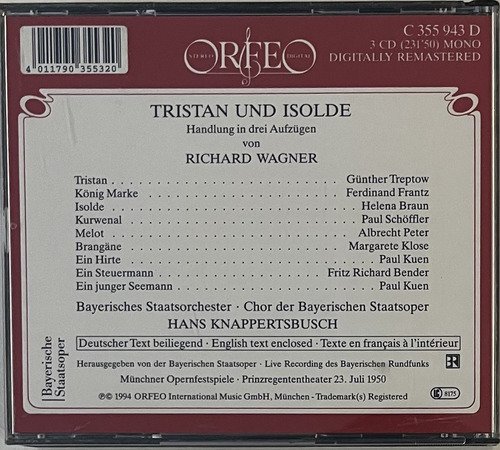 C 355 943 D
ORFEO
STEREO DIGITAL
3 CD (231'50) MONO
DIGITALLY REMASTERED
4 011790 355320
TRISTAN UND ISOLDE
Handlung in drei Aufzügen
von
RICHARD WAGNER
Tristan . . . . . . . . . . Günther Treptow
König Marke . . . . . . . . . . Ferdinand Frantz
Isolde . . . . . . . . . . Helena Braun
Kurwenal . . . . . . . . . . Paul Schöffler
Melot . . . . . . . . . . Albrecht Peter
Brangäne . . . . . . . . . . Margarete Klose
Ein Hirte . . . . . . . . . . Paul Kuen
Ein Steuermann . . . . . . . . . . Fritz Richard Bender
Ein junger Seemann . . . . . . . . . . Paul Kuen
Bayerisches Staatsorchester · Chor der Bayerischen Staatsoper
HANS KNAPPERTSBUSCH
Deutscher Text beiliegend · English text enclosed · Texte en français à l'intérieur
Herausgegeben von der Bayerischen Staatsoper · Live Recording des Bayerischen Rundfunks
BR
Münchner Opernfestspiele · Prinzregententheater 23. Juli 1950
℗© 1994 ORFEO International Music GmbH, München - Trademark(s) Registered
LC 8175
Bayerische
Staatsoper